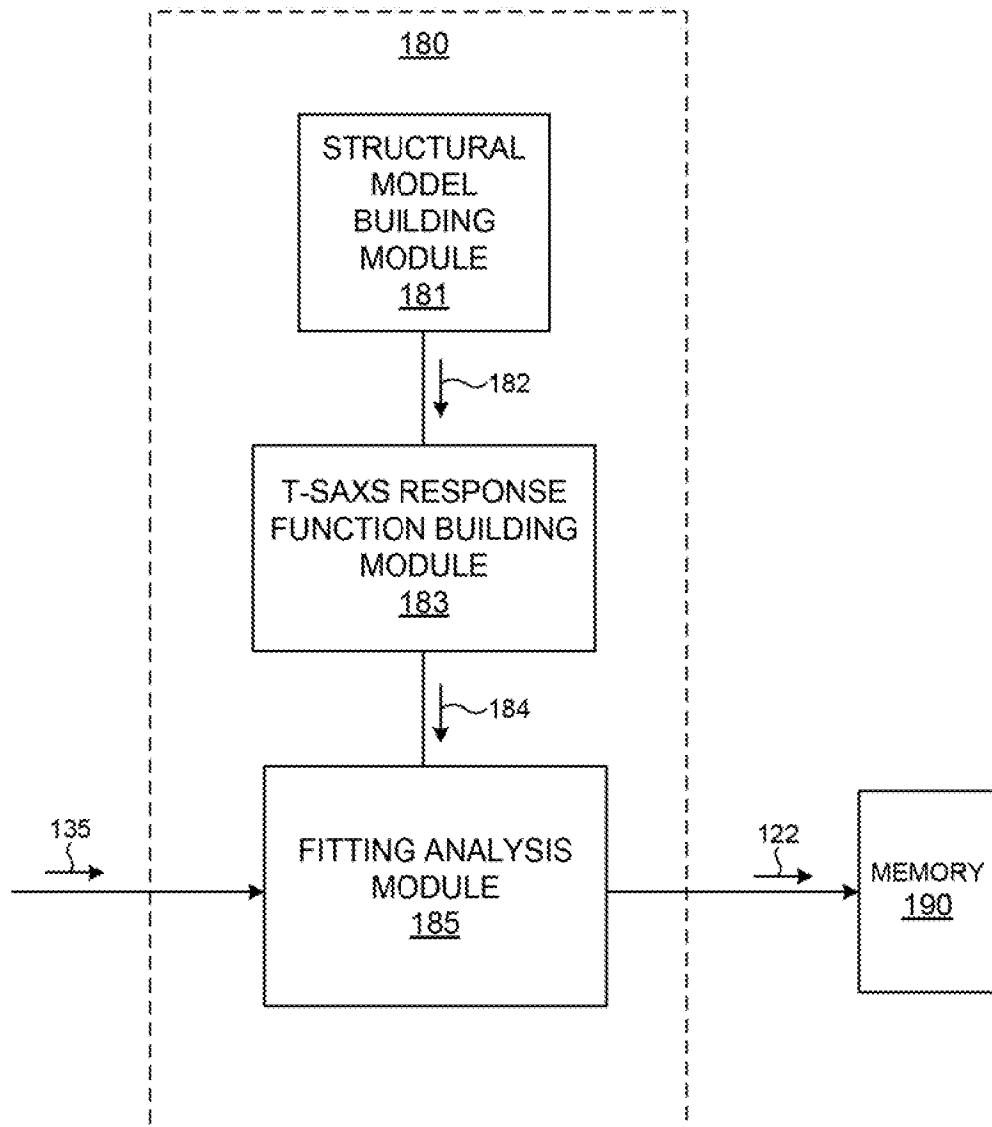 180
STRUCTURAL
MODEL
BUILDING
MODULE
181
182
T-SAXS RESPONSE
FUNCTION BUILDING
MODULE
183
184
135
FITTING ANALYSIS
MODULE
185
122
MEMORY
190